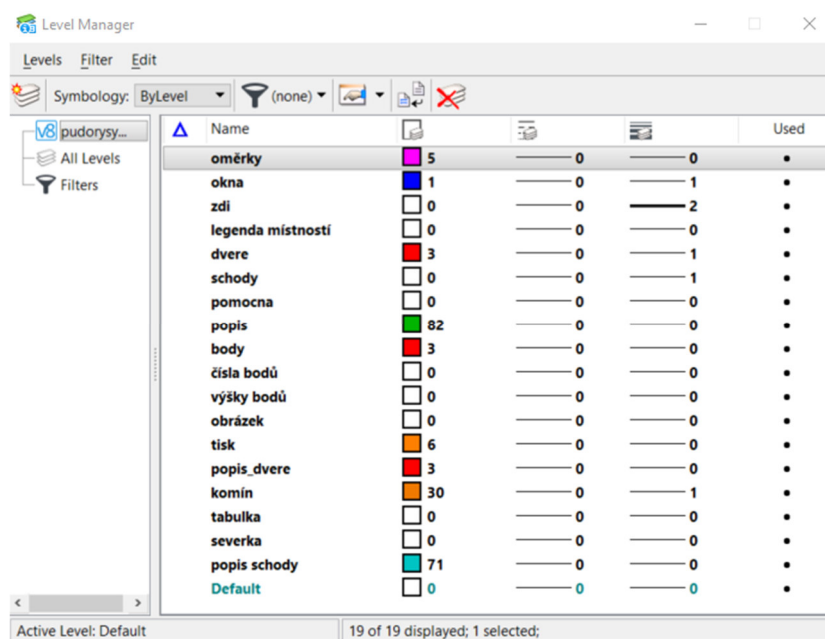 Level Manager
Levels Filter Edit
Symbology: ByLevel (none)
V8 pudorysy... Name Used
All Levels
Filters
oměrky 5 0 0
okna 1 0 1
zdi 0 0 2
legenda místností 0 0 0
dvere 3 0 1
schody 0 0 1
pomocna 0 0 0
popis 82 0 0
body 3 0 0
čísla bodů 0 0 0
výšky bodů 0 0 0
obrázek 0 0 0
tisk 6 0 0
popis_dvere 3 0 0
komín 30 0 1
tabulka 0 0 0
severka 0 0 0
popis schody 71 0 0
Default 0 0 0
Active Level: Default 19 of 19 displayed; 1 selected;